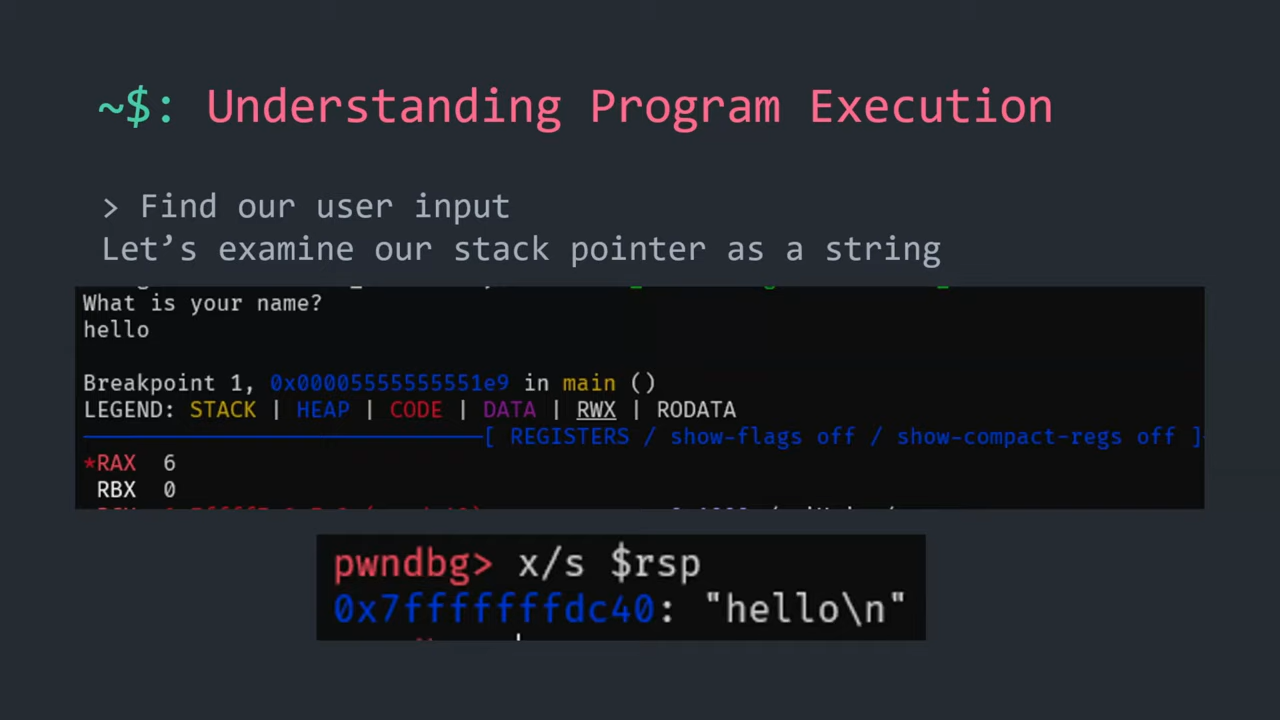 ~$: Understanding Program Execution
> Find our user input
Let’s examine our stack pointer as a string
What is your name?
hello
Breakpoint 1, 0x00005555555551e9 in main ()
LEGEND: STACK | HEAP | CODE | DATA | RWX | RODATA
[ REGISTERS / show-flags off / show-compact-regs off ]
*RAX 6
RBX 0
pwndbg> x/s $rsp
0x7fffffffdc40: "hello\n"